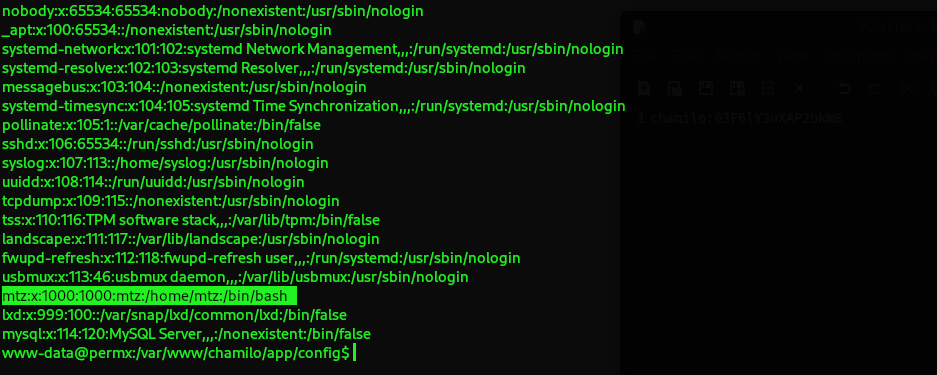 nobody:x:65534:65534:nobody:/nonexistent:/usr/sbin/nologin
_apt:x:100:65534::/nonexistent:/usr/sbin/nologin
systemd-network:x:101:102:systemd Network Management,,,:/run/systemd:/usr/sbin/nologin
systemd-resolve:x:102:103:systemd Resolver,,,:/run/systemd:/usr/sbin/nologin
messagebus:x:103:104::/nonexistent:/usr/sbin/nologin
systemd-timesync:x:104:105:systemd Time Synchronization,,,:/run/systemd:/usr/sbin/nologin
pollinate:x:105:1::/var/cache/pollinate:/bin/false
sshd:x:106:65534::/run/sshd:/usr/sbin/nologin
syslog:x:107:113::/home/syslog:/usr/sbin/nologin
uuidd:x:108:114::/run/uuidd:/usr/sbin/nologin
tcpdump:x:109:115::/nonexistent:/usr/sbin/nologin
tss:x:110:116:TPM software stack,,,:/var/lib/tpm:/bin/false
landscape:x:111:117::/var/lib/landscape:/usr/sbin/nologin
fwupd-refresh:x:112:118:fwupd-refresh user,,,:/run/systemd:/usr/sbin/nologin
usbmux:x:113:46:usbmux daemon,,,:/var/lib/usbmux:/usr/sbin/nologin
mtz:x:1000:1000:mtz:/home/mtz:/bin/bash
lxd:x:999:100::/var/snap/lxd/common/lxd:/bin/false
mysql:x:114:120:MySQL Server,,,:/nonexistent:/bin/false
www-data@permx:/var/www/chamilo/app/config$